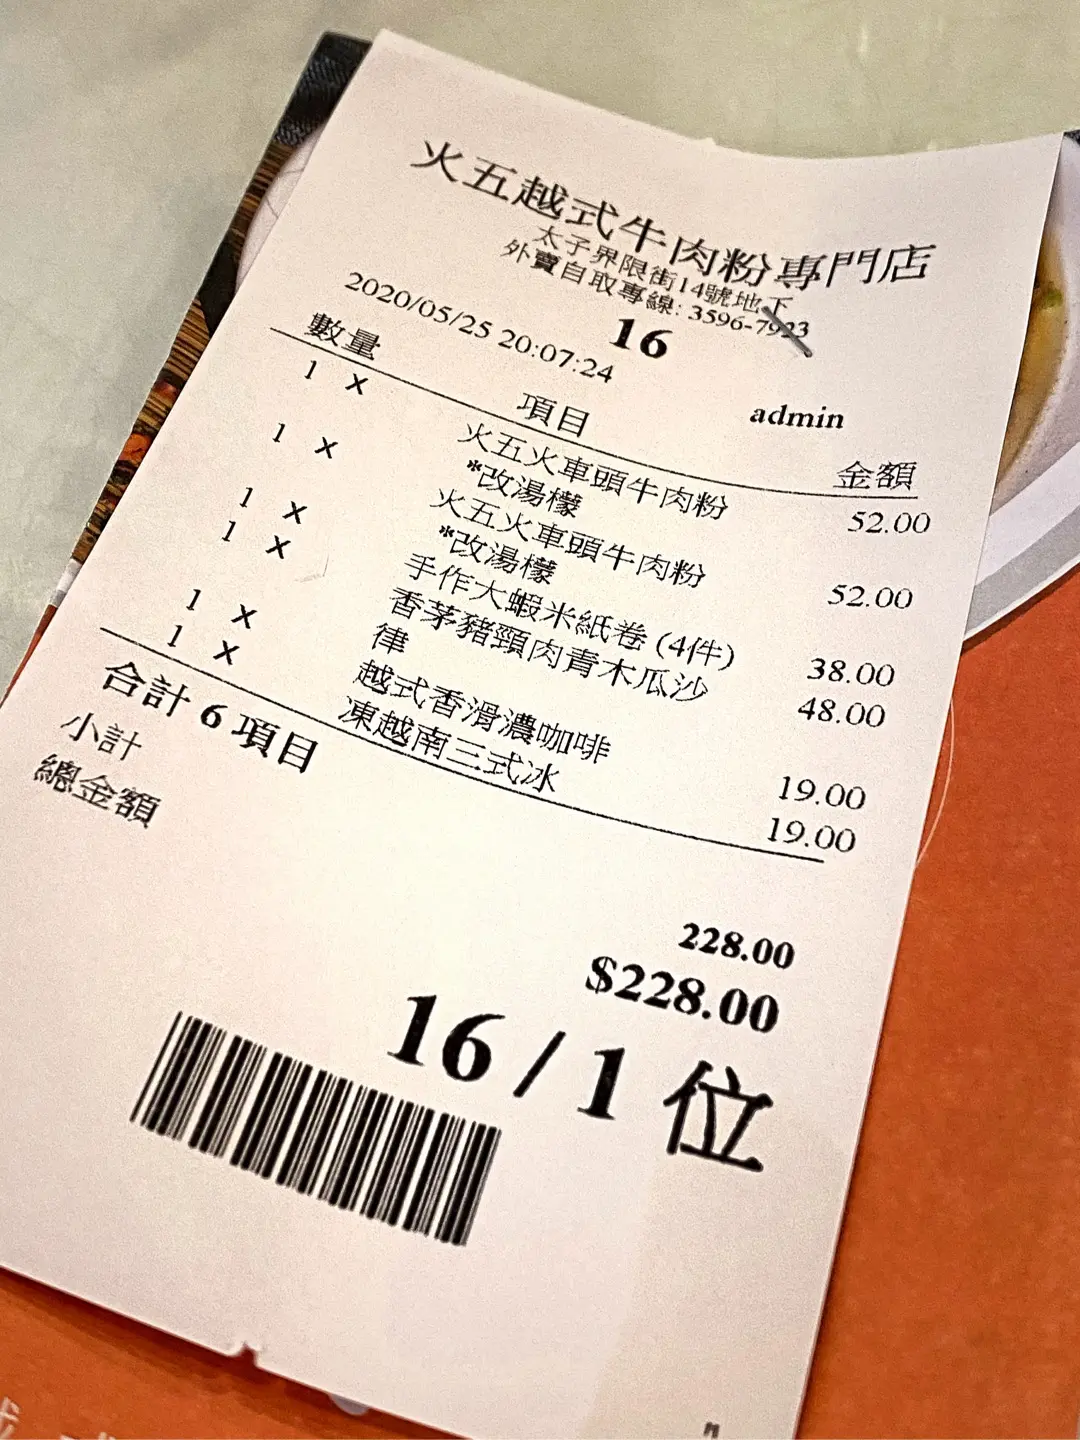 火五越式牛肉粉專門店
太子界限街14號地下
外賣自取專線: 3596-7923
16
2020/05/25 20:07:24
admin
數量 項目 金額
1 X 火五火車頭牛肉粉 52.00
*改湯檬
1 X 火五火車頭牛肉粉 52.00
*改湯檬
1 X 手作大蝦米紙卷 (4件) 38.00
1 X 香茅豬頸肉青木瓜沙 48.00
律
1 X 越式香滑濃咖啡 19.00
1 X 凍越南三式冰 19.00
合計 6 項目
小計 228.00
總金額 $228.00
16 / 1 位